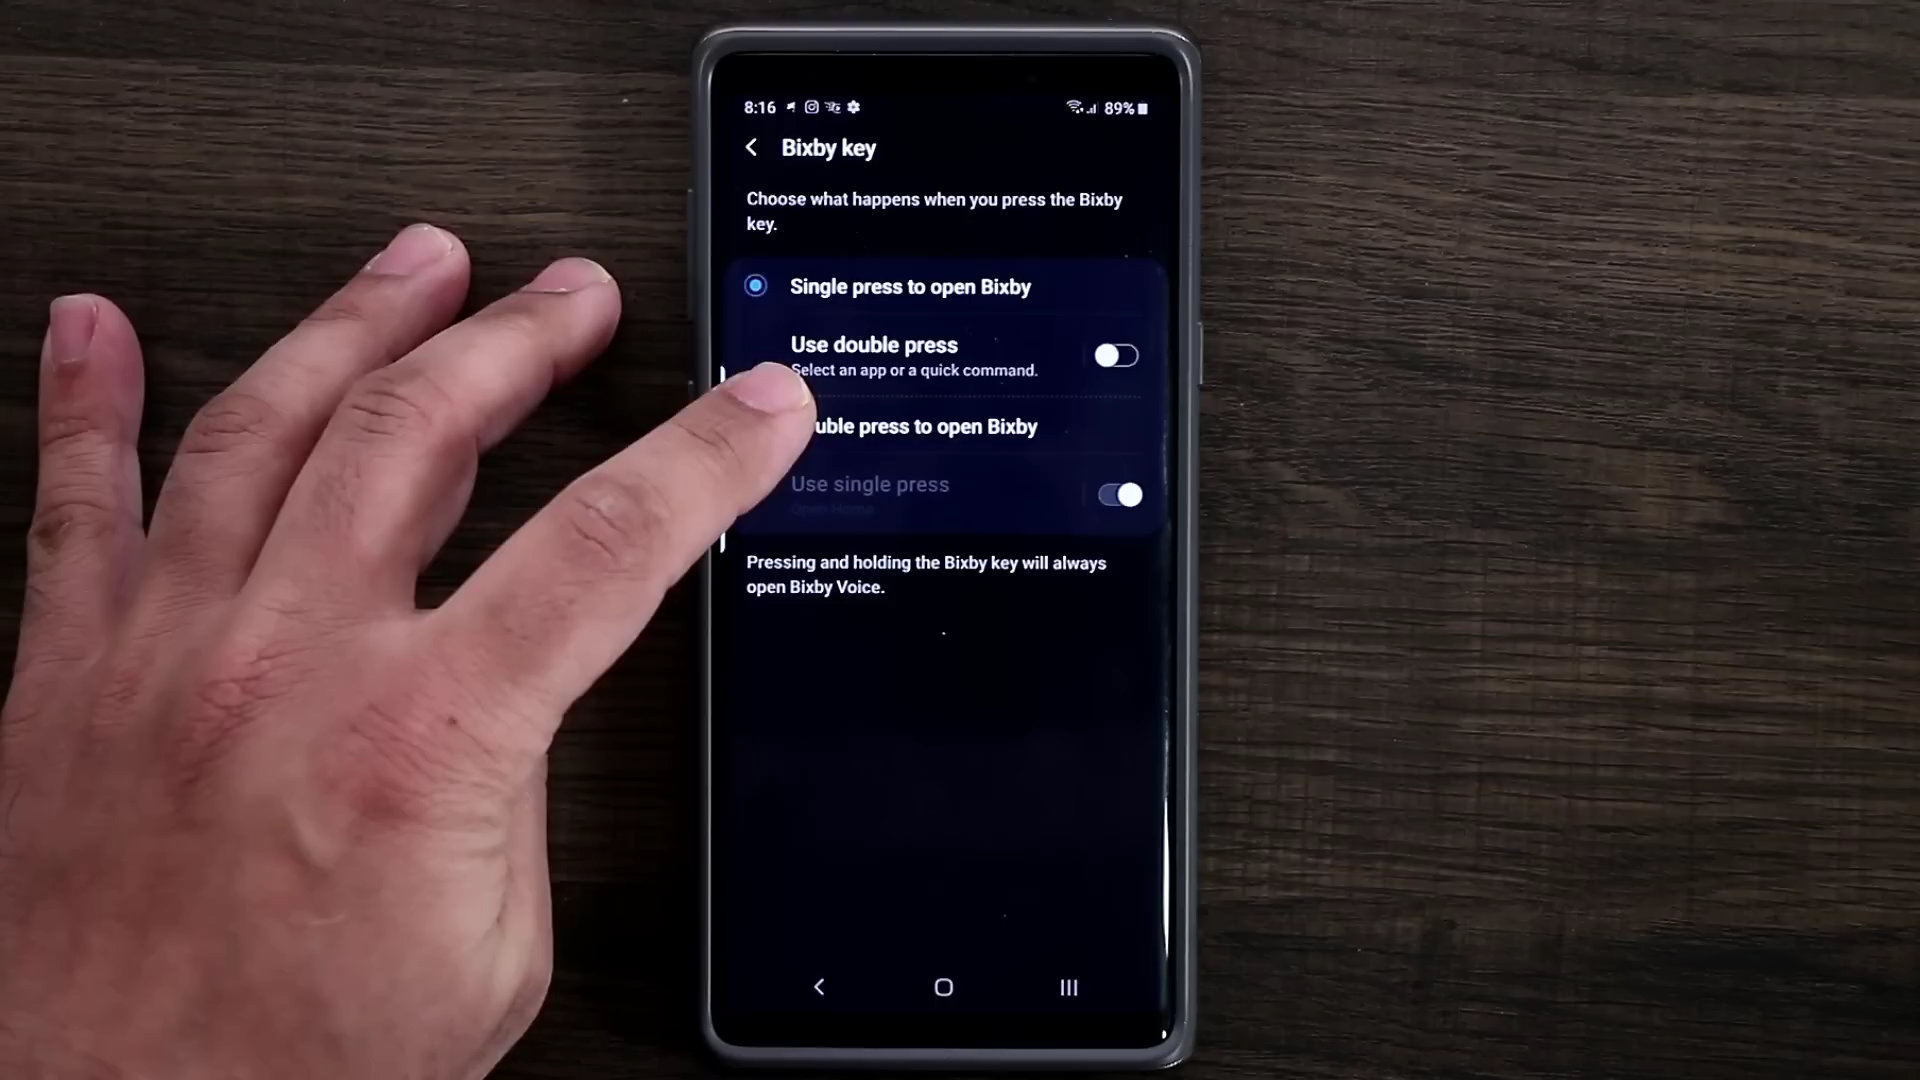 8:16
89%
Bixby key
Choose what happens when you press the Bixby
key.
Single press to open Bixby
Use double press
Select an app or a quick command.
uble press to open Bixby
Use single press
Open Home
Pressing and holding the Bixby key will always
open Bixby Voice.